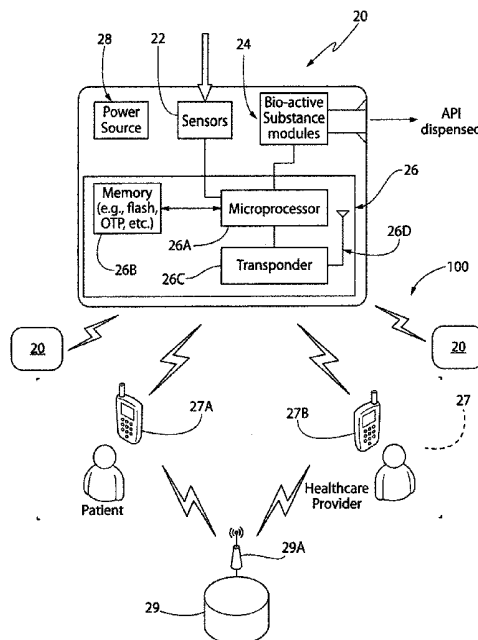 28
22
24
20
Power
Source
Sensors
Bio-active
Substance
modules
API
dispensed
Memory
(e.g., flash,
OTP, etc.)
Microprocessor
26
26A
26B
26D
26C
Transponder
100
20
20
27A
27B
27
Patient
Healthcare
Provider
29A
29